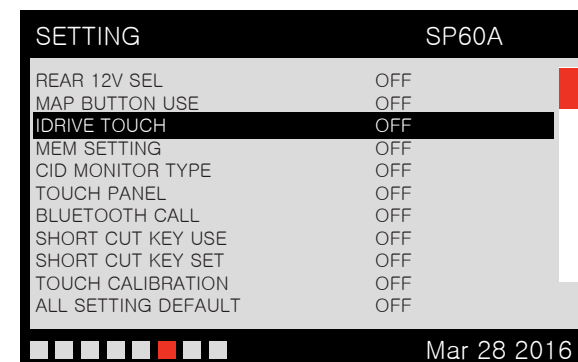 SETTING SP60A
REAR 12V SEL OFF
MAP BUTTON USE OFF
IDRIVE TOUCH OFF
MEM SETTING OFF
CID MONITOR TYPE OFF
TOUCH PANEL OFF
BLUETOOTH CALL OFF
SHORT CUT KEY USE OFF
SHORT CUT KEY SET OFF
TOUCH CALIBRATION OFF
ALL SETTING DEFAULT OFF
Mar 28 2016